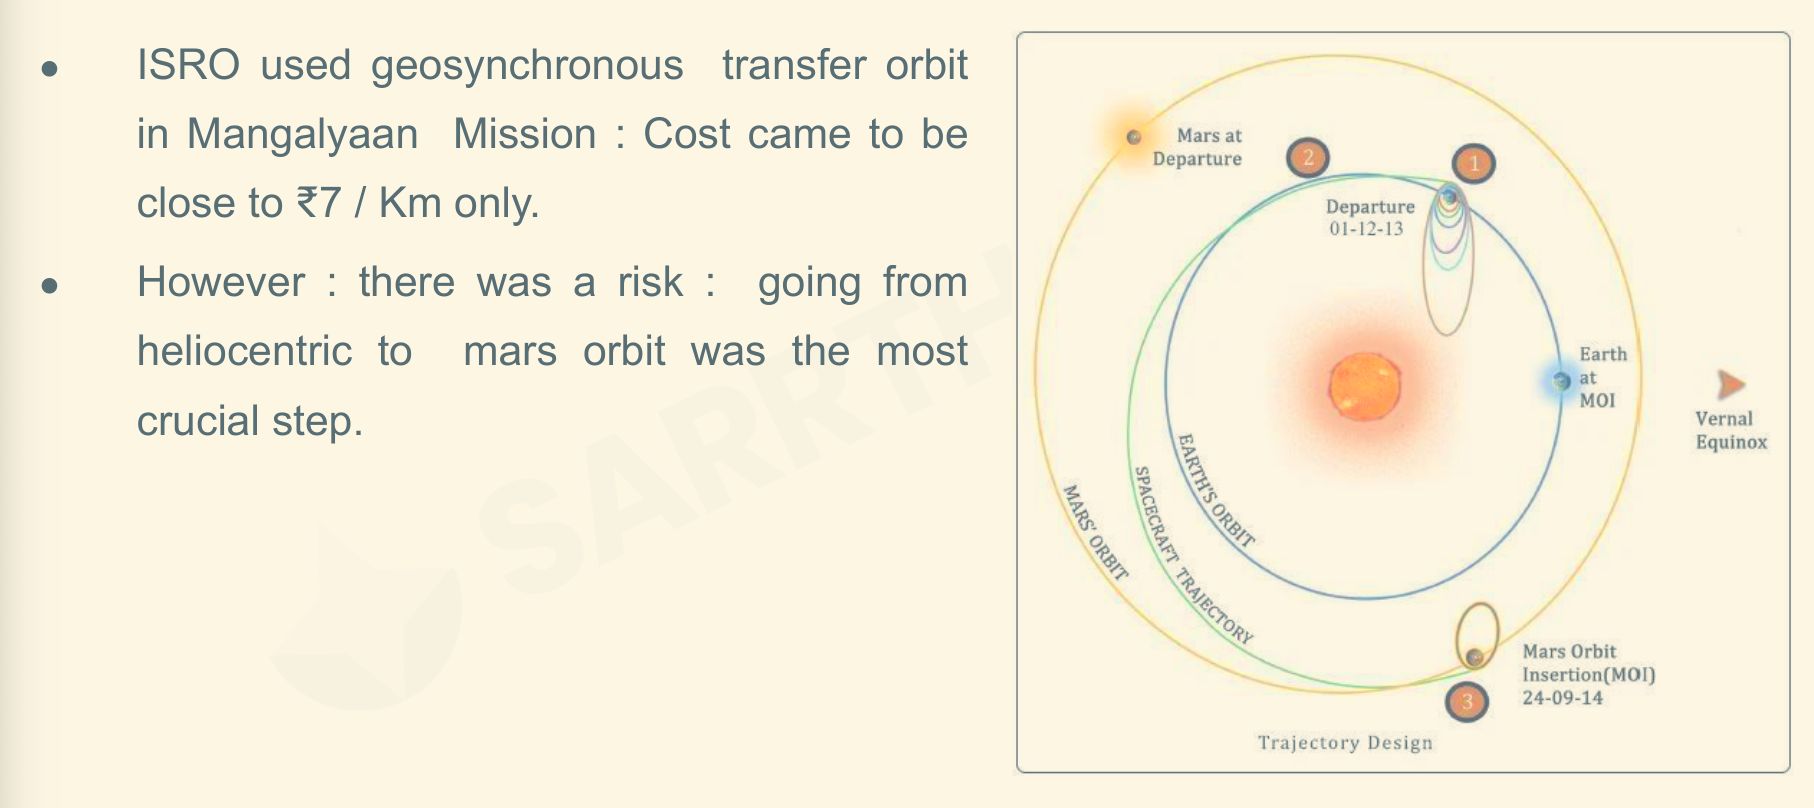 ● ISRO used geosynchronous transfer orbit
in Mangalyaan Mission : Cost came to be
close to ₹7 / Km only.
● However : there was a risk : going from
heliocentric to mars orbit was the most
crucial step.
SARRTH
Mars at
Departure
2
1
Departure
01-12-13
Earth
at
MOI
Vernal
Equinox
EARTH'S ORBIT
SPACECRAFT TRAJECTORY
MARS' ORBIT
Mars Orbit
Insertion(MOI)
24-09-14
3
Trajectory Design